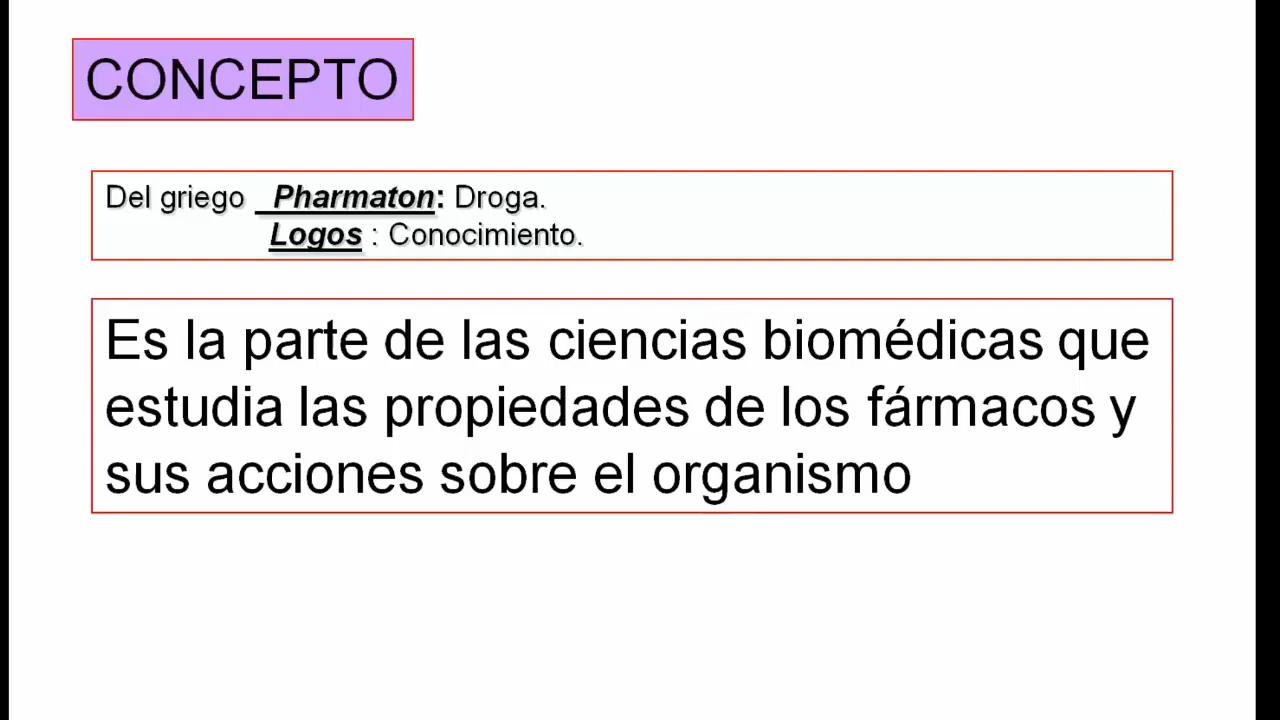 CONCEPTO
Del griego Pharmaton: Droga.
Logos : Conocimiento.
Es la parte de las ciencias biomédicas que
estudia las propiedades de los fármacos y
sus acciones sobre el organismo